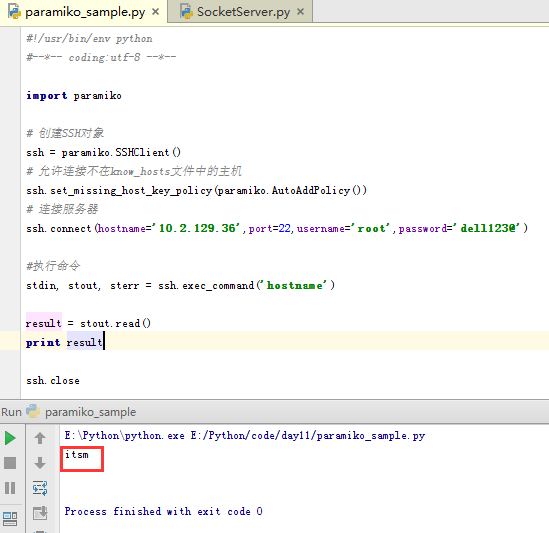 paramiko_sample.py × SocketServer.py ×
#!/usr/bin/env python
#--*-- coding:utf-8 --*--
import paramiko
# 创建SSH对象
ssh = paramiko.SSHClient()
# 允许连接不在know_hosts文件中的主机
ssh.set_missing_host_key_policy(paramiko.AutoAddPolicy())
# 连接服务器
ssh.connect(hostname='10.2.129.36',port=22,username='root',password='dell123@')
#执行命令
stdin, stout, sterr = ssh.exec_command('hostname')
result = stout.read()
print result
ssh.close
Run paramiko_sample
E:\Python\python.exe E:/Python/code/day11/paramiko_sample.py
itsm
Process finished with exit code 0